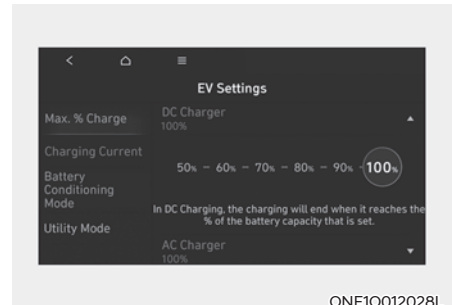 EV Settings
Max. % Charge
DC Charger
100%
Charging Current
50% - 60% - 70% - 80% - 90% - 100%
Battery
Conditioning
Mode
In DC Charging, the charging will end when it reaches the
% of the battery capacity that is set.
Utility Mode
AC Charger
100%
ONE1Q012028L